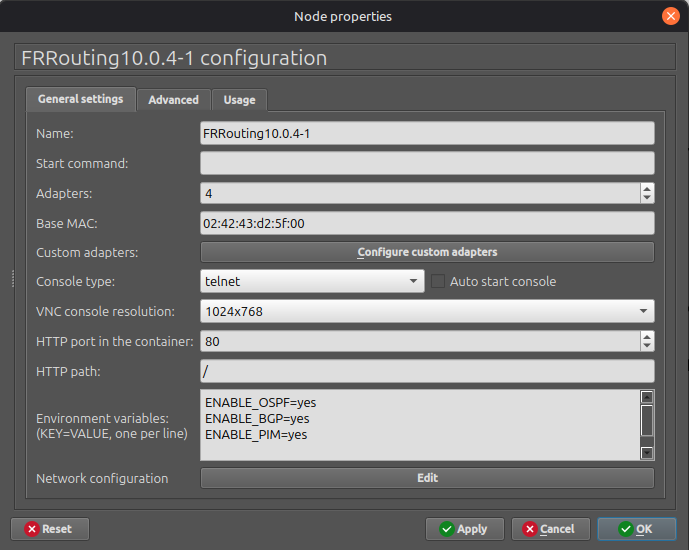 Node properties
FRRouting10.0.4-1 configuration
General settings Advanced Usage
Name: FRRouting10.0.4-1
Start command:
Adapters: 4
Base MAC: 02:42:43:d2:5f:00
Custom adapters: Configure custom adapters
Console type: telnet Auto start console
VNC console resolution: 1024x768
HTTP port in the container: 80
HTTP path: /
Environment variables:
(KEY=VALUE, one per line)
ENABLE_OSPF=yes
ENABLE_BGP=yes
ENABLE_PIM=yes
Network configuration Edit
Reset Apply Cancel OK